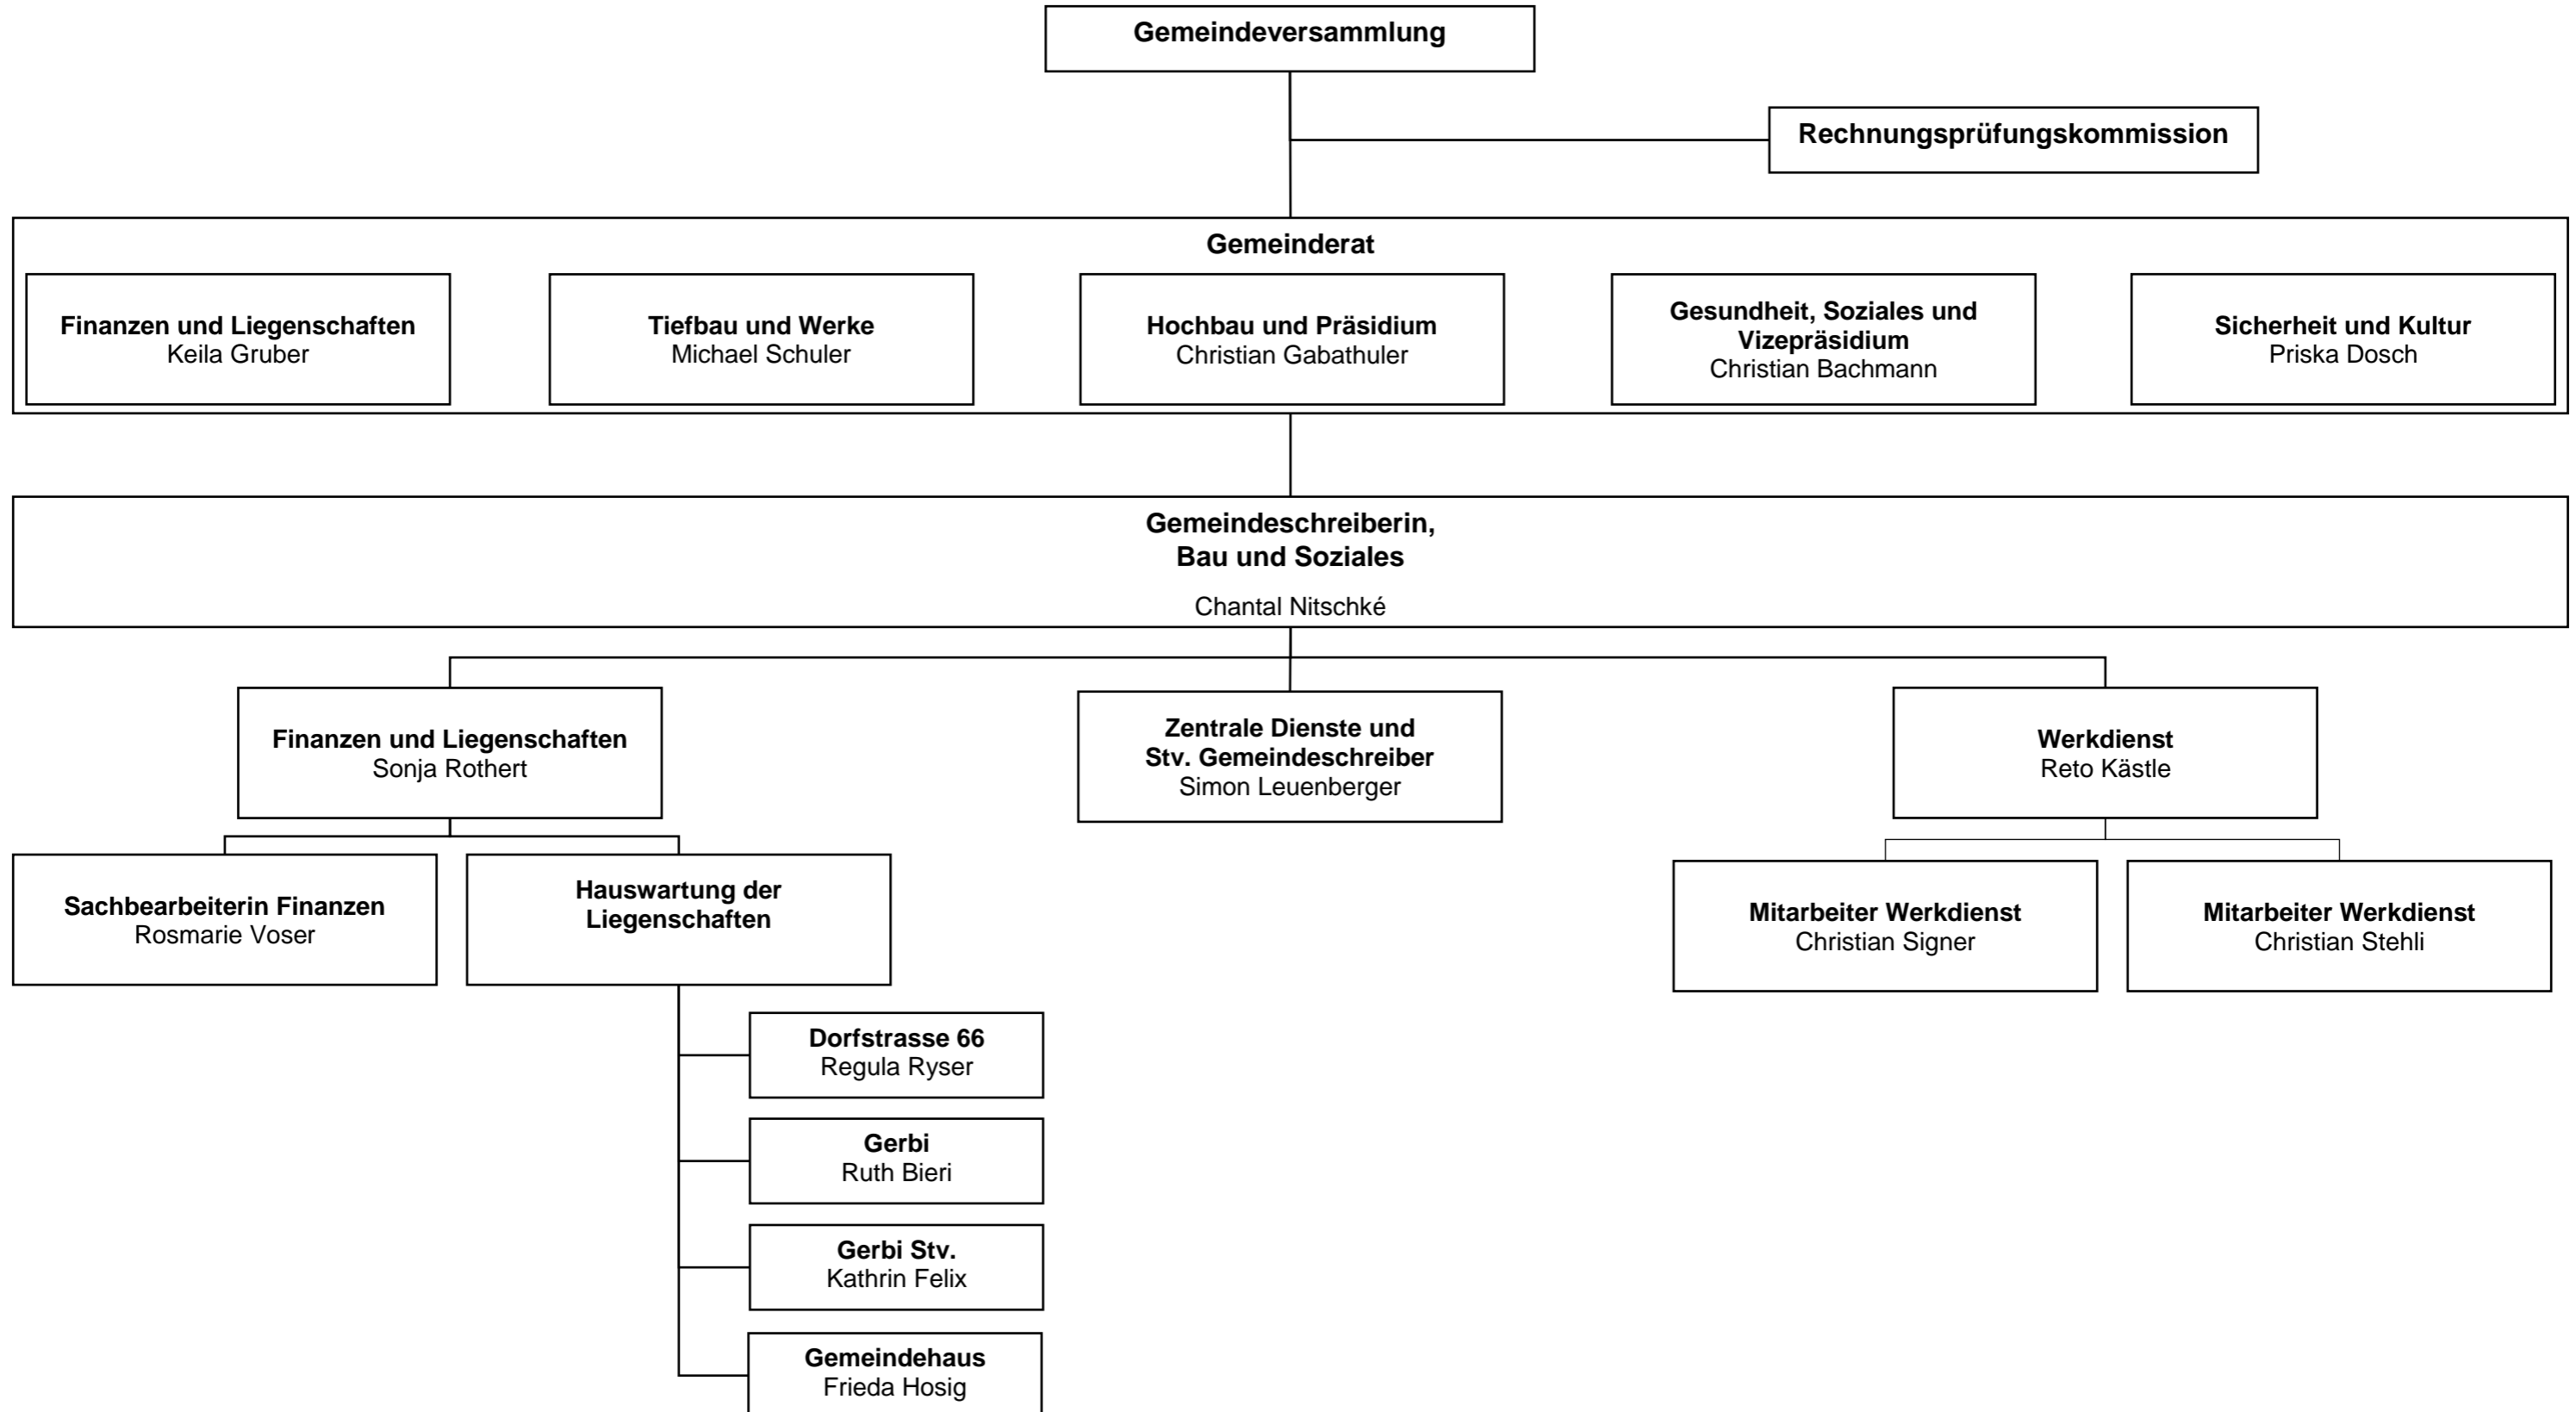 Gemeindeversammlung
Rechnungsprüfungskommission
Gemeinderat
Finanzen und Liegenschaften
Keila Gruber
Tiefbau und Werke
Michael Schuler
Hochbau und Präsidium
Christian Gabathuler
Gesundheit, Soziales und
Vizepräsidium
Christian Bachmann
Sicherheit und Kultur
Priska Dosch
Gemeindeschreiberin,
Bau und Soziales
Chantal Nitschké
Finanzen und Liegenschaften
Sonja Rothert
Zentrale Dienste und
Stv. Gemeindeschreiber
Simon Leuenberger
Werkdienst
Reto Kästle
Sachbearbeiterin Finanzen
Rosmarie Voser
Hauswartung der
Liegenschaften
Mitarbeiter Werkdienst
Christian Signer
Mitarbeiter Werkdienst
Christian Stehli
Dorfstrasse 66
Regula Ryser
Gerbi
Ruth Bieri
Gerbi Stv.
Kathrin Felix
Gemeindehaus
Frieda Hosig